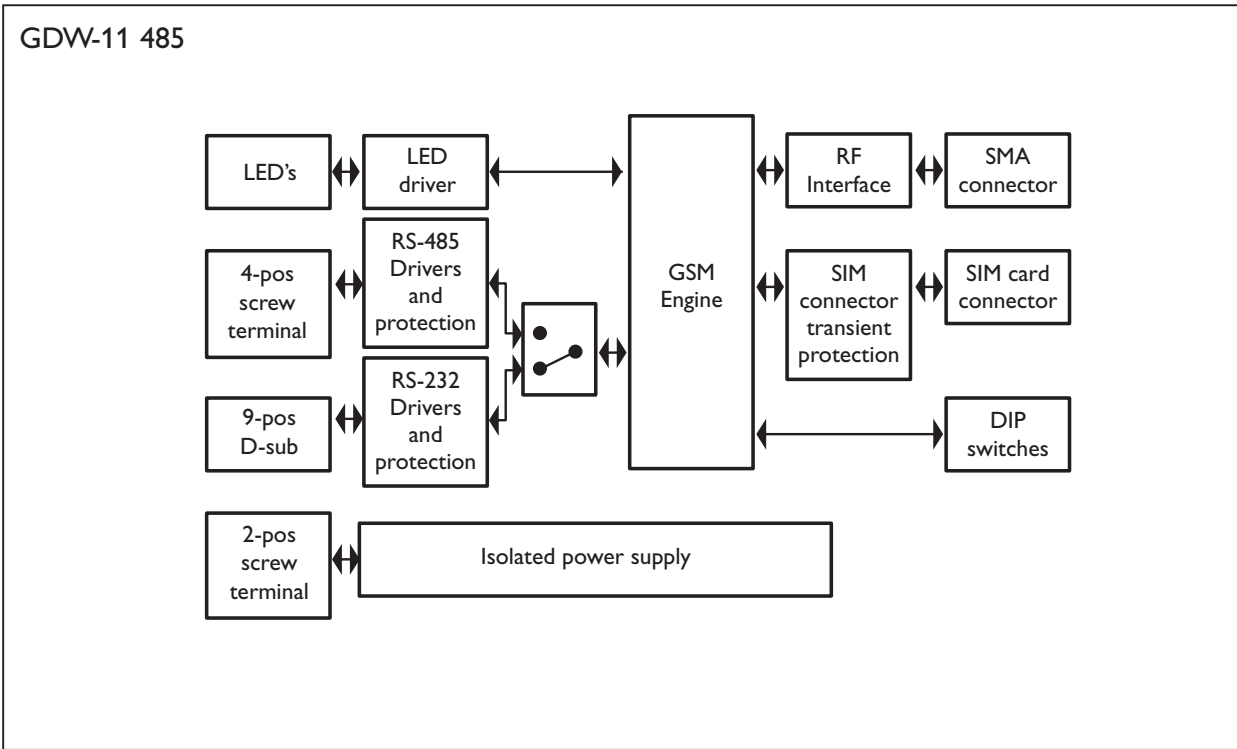 GDW-11 485
LED's
LED
driver
GSM
Engine
RF
Interface
SMA
connector
4-pos
screw
terminal
RS-485
Drivers
and
protection
SIM
connector
transient
protection
SIM card
connector
9-pos
D-sub
RS-232
Drivers
and
protection
DIP
switches
2-pos
screw
terminal
Isolated power supply